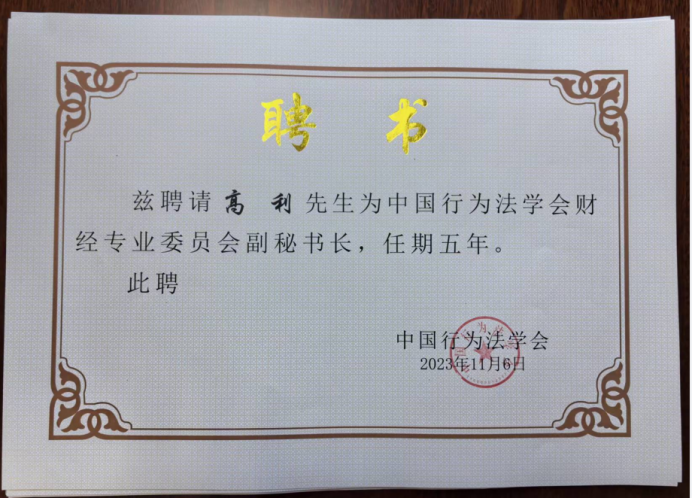 聘 书
兹聘请 高 利 先生为中国行为法学会财
经专业委员会副秘书长，任期五年。
此聘
中国行为法学会
2023年11月6日